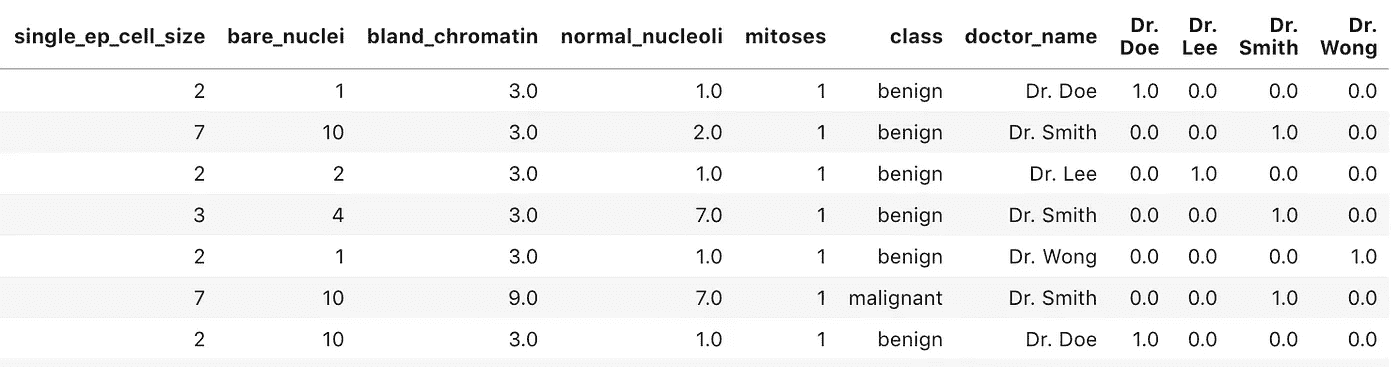 single_ep_cell_size bare_nuclei bland_chromatin normal_nucleoli mitoses class doctor_name Dr. Doe Dr. Lee Dr. Smith Dr. Wong
2 1 3.0 1.0 1 benign Dr. Doe 1.0 0.0 0.0 0.0
7 10 3.0 2.0 1 benign Dr. Smith 0.0 0.0 1.0 0.0
2 2 3.0 1.0 1 benign Dr. Lee 0.0 1.0 0.0 0.0
3 4 3.0 7.0 1 benign Dr. Smith 0.0 0.0 1.0 0.0
2 1 3.0 1.0 1 benign Dr. Wong 0.0 0.0 0.0 1.0
7 10 9.0 7.0 1 malignant Dr. Smith 0.0 0.0 1.0 0.0
2 10 3.0 1.0 1 benign Dr. Doe 1.0 0.0 0.0 0.0